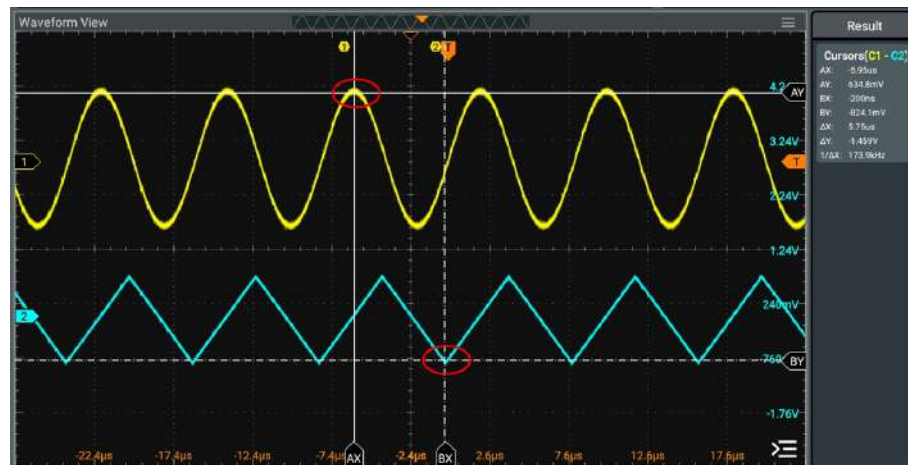 Waveform View
Result
Cursors(C1 - C2)
AX: -5.95us
AY: 634.8mV
BX: -200ns
BY: -824.1mV
ΔX: 5.75us
ΔY: -1.459V
1/ΔX: 173.9kHz
1
2
T
4.2
AY
3.24V
1
T
2.24V
1.24V
2
240mV
-760
BY
-1.76V
-22.4μs
-17.4μs
-12.4μs
-7.4μs
AX
-2.4μs
BX
2.6μs
7.6μs
12.6μs
17.6μs